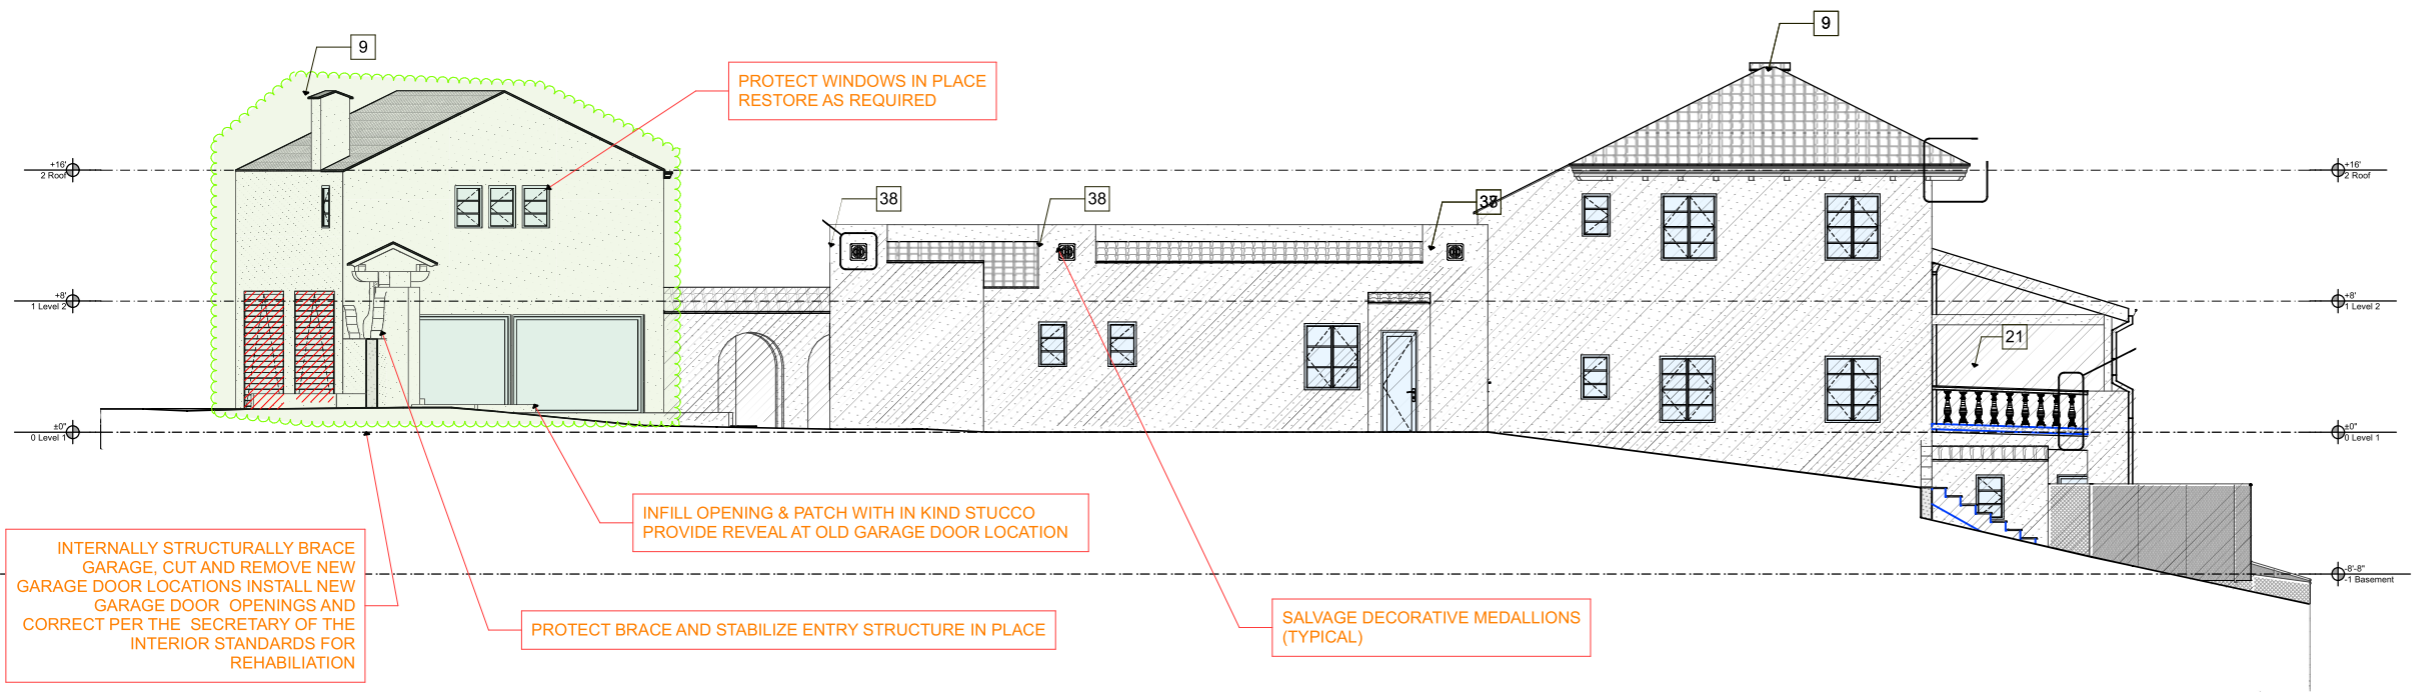 9
9
PROTECT WINDOWS IN PLACE
RESTORE AS REQUIRED
+16'
2 Roof
+16'
2 Roof
38
38
38
+8'
1 Level 2
+8'
1 Level 2
21
±0"
0 Level 1
±0"
0 Level 1
INFILL OPENING & PATCH WITH IN KIND STUCCO
PROVIDE REVEAL AT OLD GARAGE DOOR LOCATION
INTERNALLY STRUCTURALLY BRACE
GARAGE, CUT AND REMOVE NEW
GARAGE DOOR LOCATIONS INSTALL NEW
GARAGE DOOR OPENINGS AND
CORRECT PER THE SECRETARY OF THE
INTERIOR STANDARDS FOR
REHABILIATION
-8'-8"
-1 Basement
PROTECT BRACE AND STABILIZE ENTRY STRUCTURE IN PLACE
SALVAGE DECORATIVE MEDALLIONS
(TYPICAL)